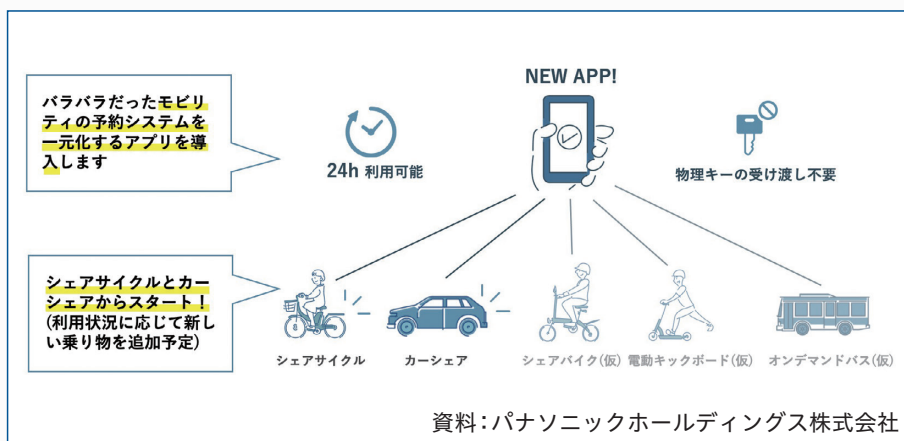 バラバラだったモビリ
ティの予約システムを
一元化するアプリを導
入します
NEW APP!
24h 利用可能
物理キーの受け渡し不要
シェアサイクルとカー
シェアからスタート！
(利用状況に応じて新し
い乗り物を追加予定)
シェアサイクル
カーシェア
シェアバイク(仮)
電動キックボード(仮)
オンデマンドバス(仮)
資料：パナソニックホールディングス株式会社